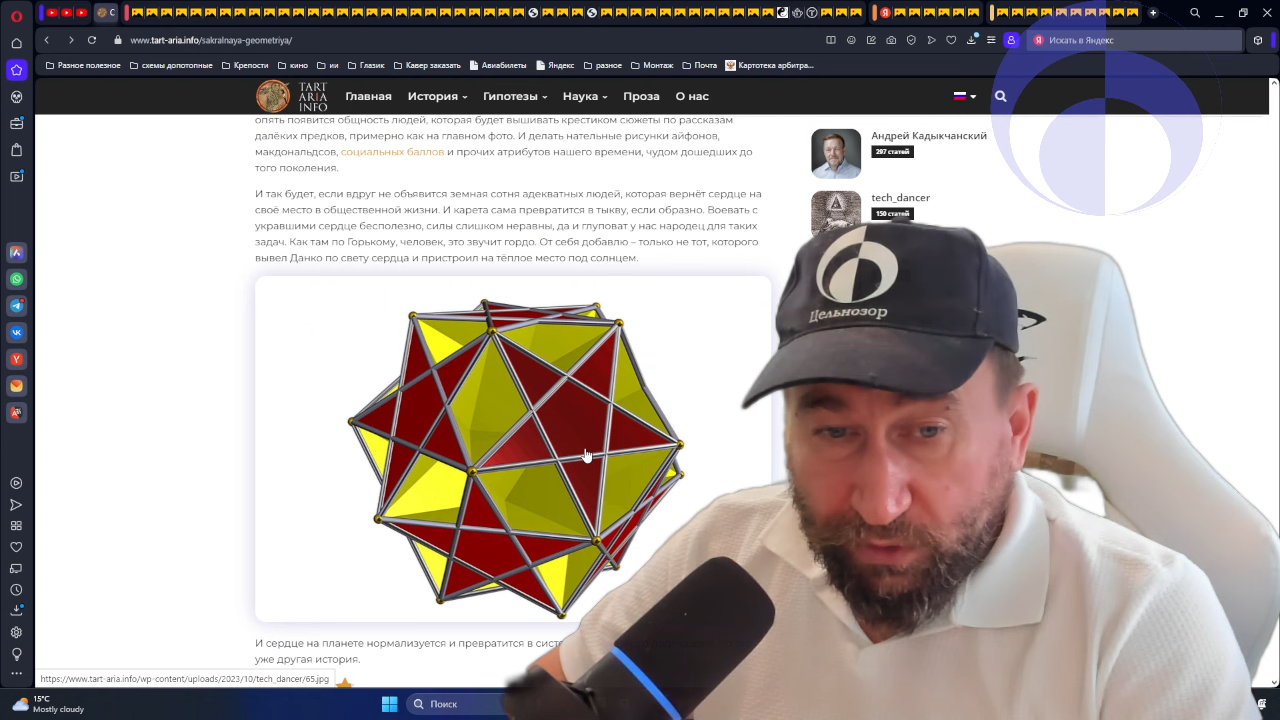 www.tart-aria.info/sakralnaya-geometriya/
Искать в Яндекс
Разное полезное
схемы допотопные
Крепости
кино
ии
Глазик
Кавер заказать
Авиабилеты
Яндекс
разное
Монтаж
Почта
Картотека арбитраж...
TART
ARIA
INFO
Главная
История
Гипотезы
Наука
Проза
О нас
опять появится общность людей, которая будет вышивать крестиком сюжеты по рассказам
далёких предков, примерно как на главном фото. И делать нательные рисунки айфонов,
макдональдсов, социальных баллов и прочих атрибутов нашего времени, чудом дошедших до
того поколения.
И так будет, если вдруг не объявится земная сотня адекватных людей, которая вернёт сердце на
своё место в общественной жизни. И карета сама превратится в тыкву, если образно. Воевать с
укравшими сердце бесполезно, силы слишком неравны, да и глуповат у нас народец для таких
задач. Как там по Горькому, человек, это звучит гордо. От себя добавлю – только не тот, которого
вывел Данко по свету сердца и пристроил на тёплое место под солнцем.
Андрей Кадыкчанский
297 статей
tech_dancer
150 статей
Цельнозор
И сердце на планете нормализуется и превратится в
уже другая история.
https://www.tart-aria.info/wp-content/uploads/2023/10/tech_dancer/65.jpg
15°C
Mostly cloudy
Поиск